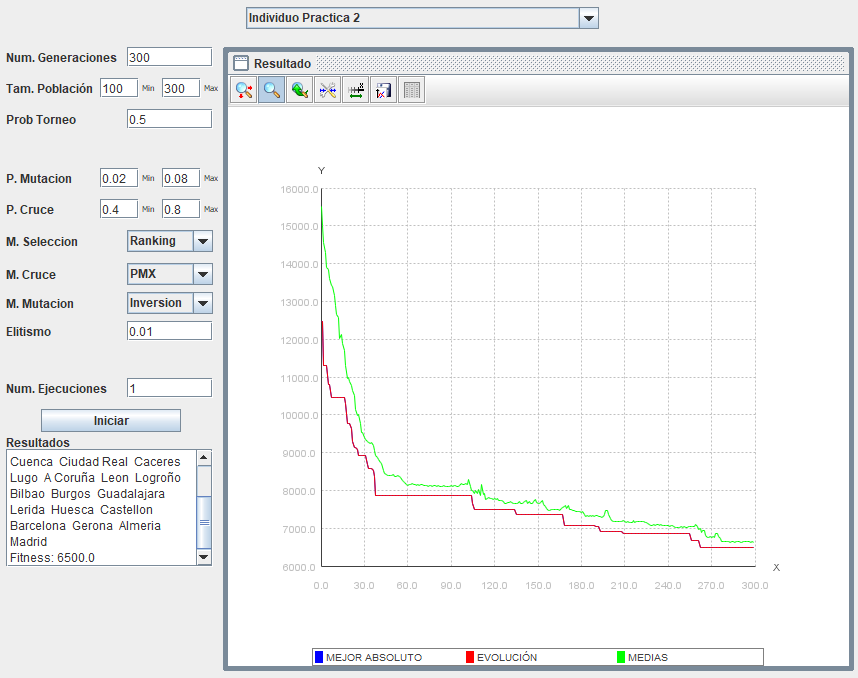 Individuo Practica 2
Num. Generaciones 300
Tam. Población 100 Min 300 Max
Prob Torneo 0.5
P. Mutacion 0.02 Min 0.08 Max
P. Cruce 0.4 Min 0.8 Max
M. Seleccion Ranking
M. Cruce PMX
M. Mutacion Inversion
Elitismo 0.01
Num. Ejecuciones 1
Iniciar
Resultados
Cuenca Ciudad Real Caceres
Lugo A Coruña Leon Logroño
Bilbao Burgos Guadalajara
Lerida Huesca Castellon
Barcelona Gerona Almeria
Madrid
Fitness: 6500.0
Resultado
Y
16000.0
15000.0
14000.0
13000.0
12000.0
11000.0
10000.0
9000.0
8000.0
7000.0
6000.0
X
0.0 30.0 60.0 90.0 120.0 150.0 180.0 210.0 240.0 270.0 300.0
MEJOR ABSOLUTO EVOLUCIÓN MEDIAS